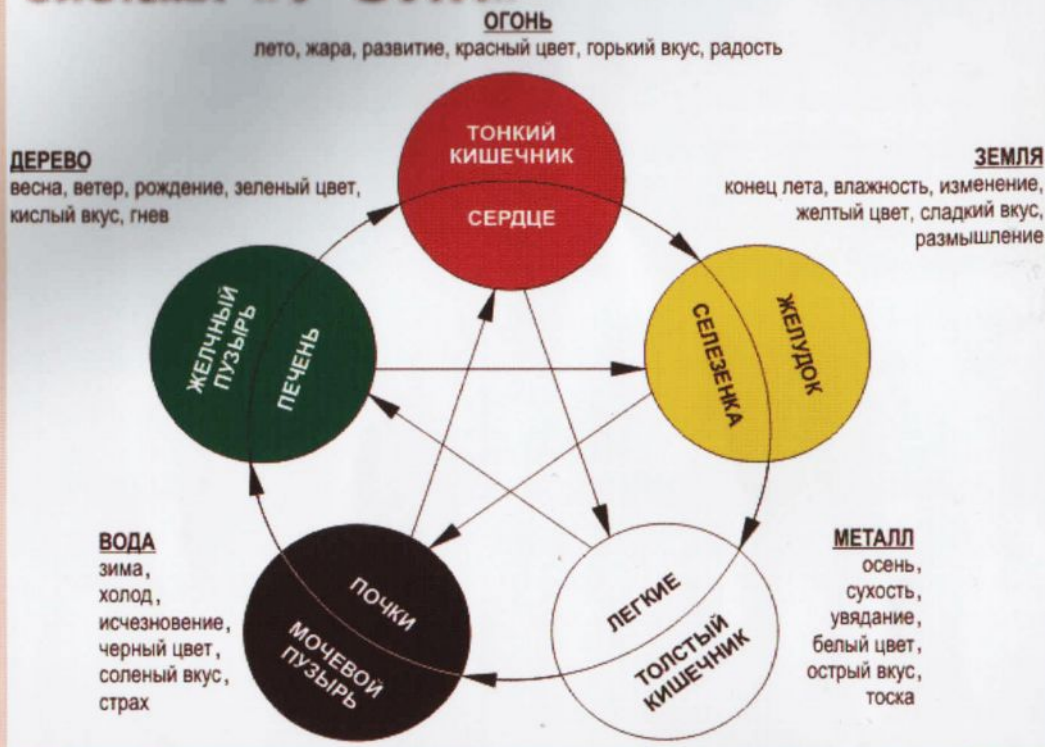 ОГОНЬ
лето, жара, развитие, красный цвет, горький вкус, радость
ТОНКИЙ
КИШЕЧНИК
СЕРДЦЕ
ДЕРЕВО
весна, ветер, рождение, зеленый цвет,
кислый вкус, гнев
ЗЕМЛЯ
конец лета, влажность, изменение,
желтый цвет, сладкий вкус,
размышление
ЖЕЛЧНЫЙ
ПУЗЫРЬ
ПЕЧЕНЬ
СЕЛЕЗЕНКА
ЖЕЛУДОК
ВОДА
зима,
холод,
исчезновение,
черный цвет,
соленый вкус,
страх
ПОЧКИ
МОЧЕВОЙ
ПУЗЫРЬ
ЛЕГКИЕ
ТОЛСТЫЙ
КИШЕЧНИК
МЕТАЛЛ
осень,
сухость,
увядание,
белый цвет,
острый вкус,
тоска